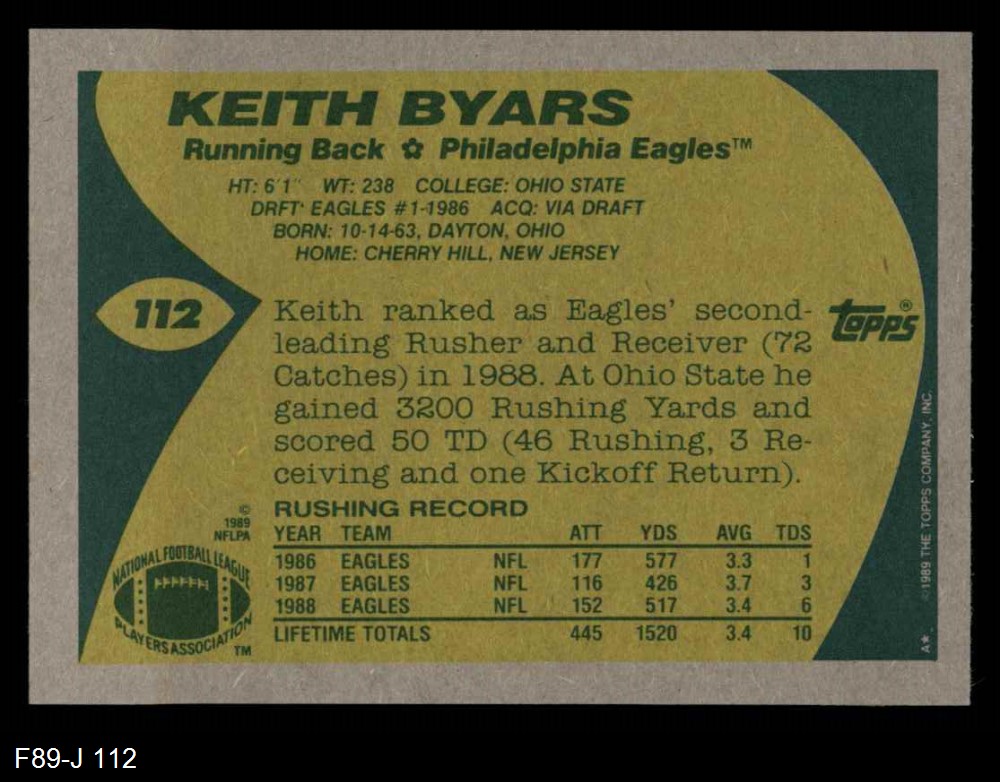 KEITH BYARS
Running Back ✿ Philadelphia Eagles™
HT: 6'1" WT: 238 COLLEGE: OHIO STATE
DRFT' EAGLES #1-1986 ACQ: VIA DRAFT
BORN: 10-14-63, DAYTON, OHIO
HOME: CHERRY HILL, NEW JERSEY
112
Keith ranked as Eagles' second-
leading Rusher and Receiver (72
Catches) in 1988. At Ohio State he
gained 3200 Rushing Yards and
scored 50 TD (46 Rushing, 3 Re-
ceiving and one Kickoff Return).
topps®
©1989 THE TOPPS COMPANY, INC.
A★
©
1989
NFLPA
NATIONAL FOOTBALL LEAGUE
PLAYERS ASSOCIATION
TM
RUSHING RECORD
YEAR TEAM ATT YDS AVG TDS
1986 EAGLES NFL 177 577 3.3 1
1987 EAGLES NFL 116 426 3.7 3
1988 EAGLES NFL 152 517 3.4 6
LIFETIME TOTALS 445 1520 3.4 10
F89-J 112